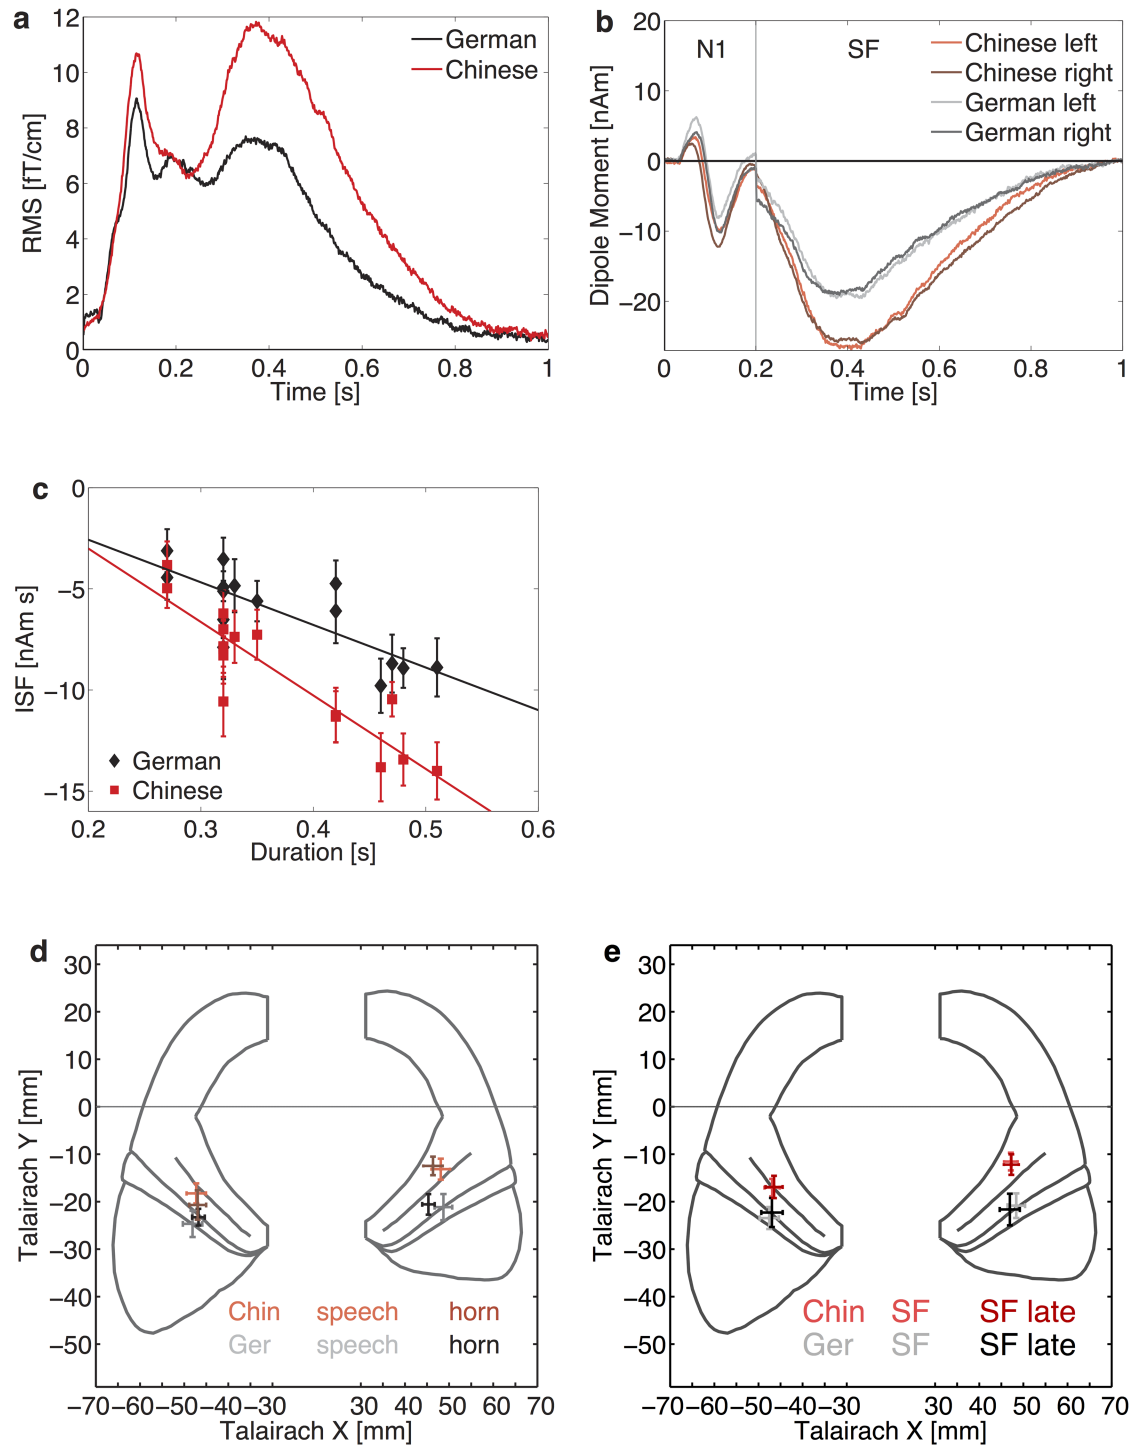 a
12
10
8
6
4
2
0
RMS [fT/cm]
German
Chinese
0 0.2 0.4 0.6 0.8 1
Time [s]
b
20
10
0
−10
−20
Dipole Moment [nAm]
N1
SF
Chinese left
Chinese right
German left
German right
0 0.2 0.4 0.6 0.8 1
Time [s]
c
0
−5
−10
−15
ISF [nAm s]
German
Chinese
0.2 0.3 0.4 0.5 0.6
Duration [s]
d
30
20
10
0
−10
−20
−30
−40
−50
Talairach Y [mm]
Chin speech horn
Ger speech horn
−70−60−50−40−30 30 40 50 60 70
Talairach X [mm]
e
30
20
10
0
−10
−20
−30
−40
−50
Talairach Y [mm]
Chin SF SF late
Ger SF SF late
−70−60−50−40−30 30 40 50 60 70
Talairach X [mm]